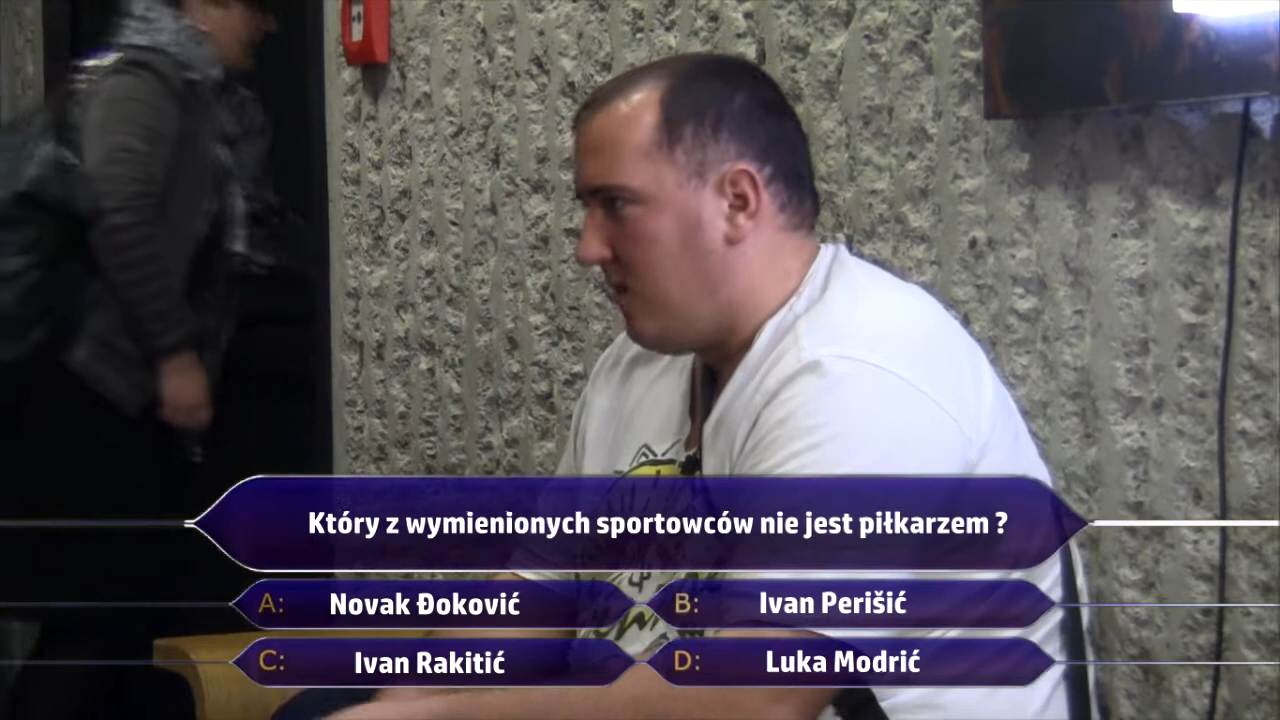 Który z wymienionych sportowców nie jest piłkarzem ?
A: Novak Đoković
B: Ivan Perišić
C: Ivan Rakitić
D: Luka Modrić